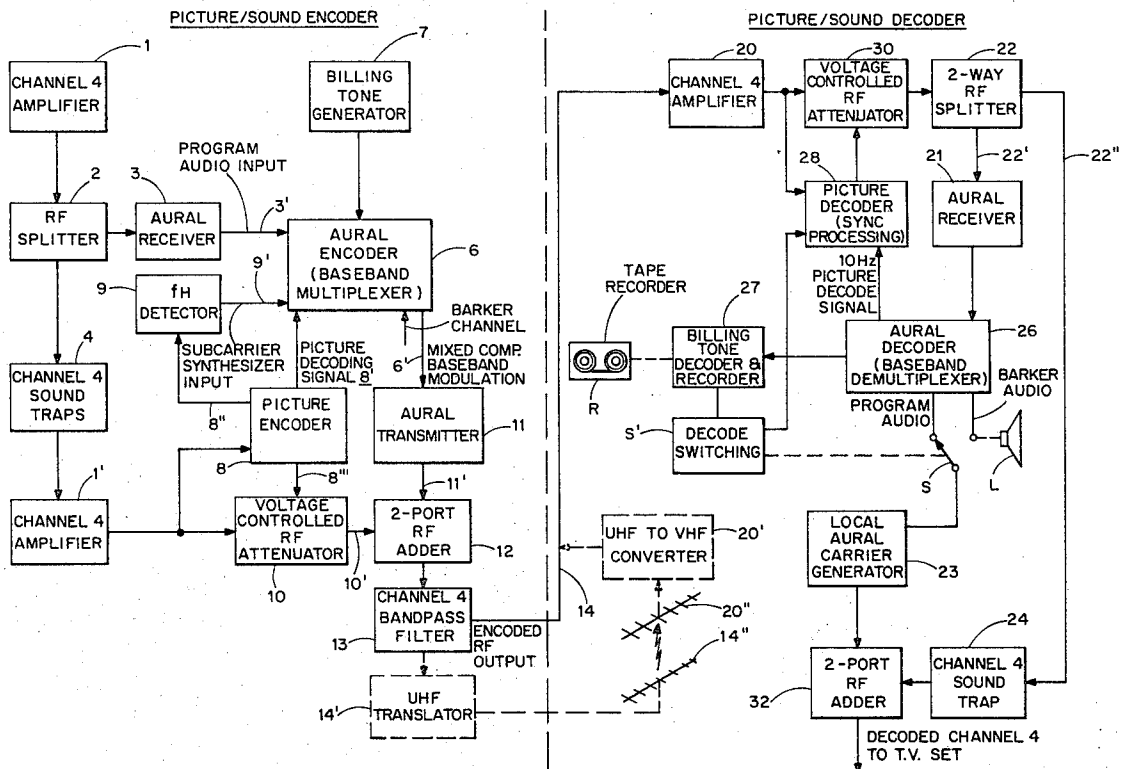 PICTURE/SOUND ENCODER
1
CHANNEL 4
AMPLIFIER
7
BILLING
TONE
GENERATOR
PROGRAM
AUDIO INPUT
2
RF
SPLITTER
3
AURAL
RECEIVER
3'
AURAL
ENCODER
(BASEBAND
MULTIPLEXER)
6
9
fH
DETECTOR
9'
SUBCARRIER
SYNTHESIZER
INPUT
PICTURE
DECODING
SIGNAL 8'
BARKER
CHANNEL
6'
MIXED COMP.
BASEBAND
MODULATION
4
CHANNEL 4
SOUND
TRAPS
8"
PICTURE
ENCODER
8
8'''
AURAL
TRANSMITTER
11
11'
1'
CHANNEL 4
AMPLIFIER
VOLTAGE
CONTROLLED
RF
ATTENUATOR
10
10'
2-PORT
RF
ADDER
12
CHANNEL 4
BANDPASS
FILTER
13
ENCODED
RF
OUTPUT
14
UHF
TRANSLATOR
14'
PICTURE/SOUND DECODER
20
CHANNEL 4
AMPLIFIER
30
VOLTAGE
CONTROLLED
RF
ATTENUATOR
22
2-WAY
RF
SPLITTER
22'
22"
28
PICTURE
DECODER
(SYNC
PROCESSING)
21
AURAL
RECEIVER
10Hz
PICTURE
DECODE
SIGNAL
TAPE
RECORDER
R
27
BILLING
TONE
DECODER &
RECORDER
AURAL
DECODER
(BASEBAND
DEMULTIPLEXER)
26
PROGRAM
AUDIO
BARKER
AUDIO
S'
DECODE
SWITCHING
S
L
UHF TO VHF
CONVERTER
20'
20"
14"
LOCAL
AURAL
CARRIER
GENERATOR
23
24
CHANNEL 4
SOUND
TRAP
2-PORT
RF
ADDER
32
DECODED CHANNEL 4
TO T.V. SET